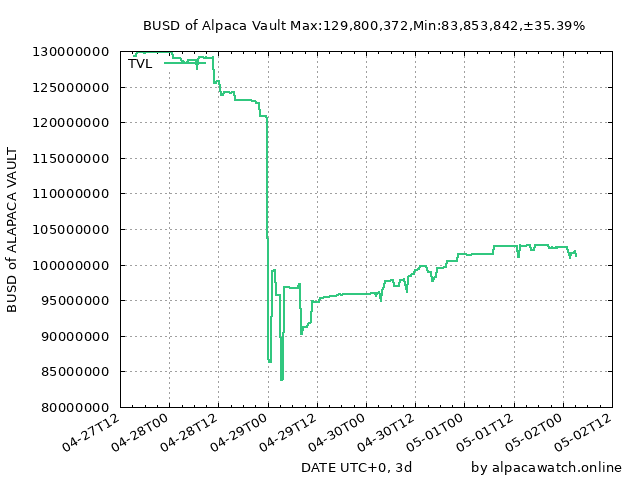 BUSD of Alpaca Vault Max:129,800,372,Min:83,853,842,±35.39%
BUSD of ALAPACA VAULT
130000000
125000000
120000000
115000000
110000000
105000000
100000000
95000000
90000000
85000000
80000000
TVL
04-27T12
04-28T00
04-28T12
04-29T00
04-29T12
04-30T00
04-30T12
05-01T00
05-01T12
05-02T00
05-02T12
DATE UTC+0, 3d
by alpacawatch.online